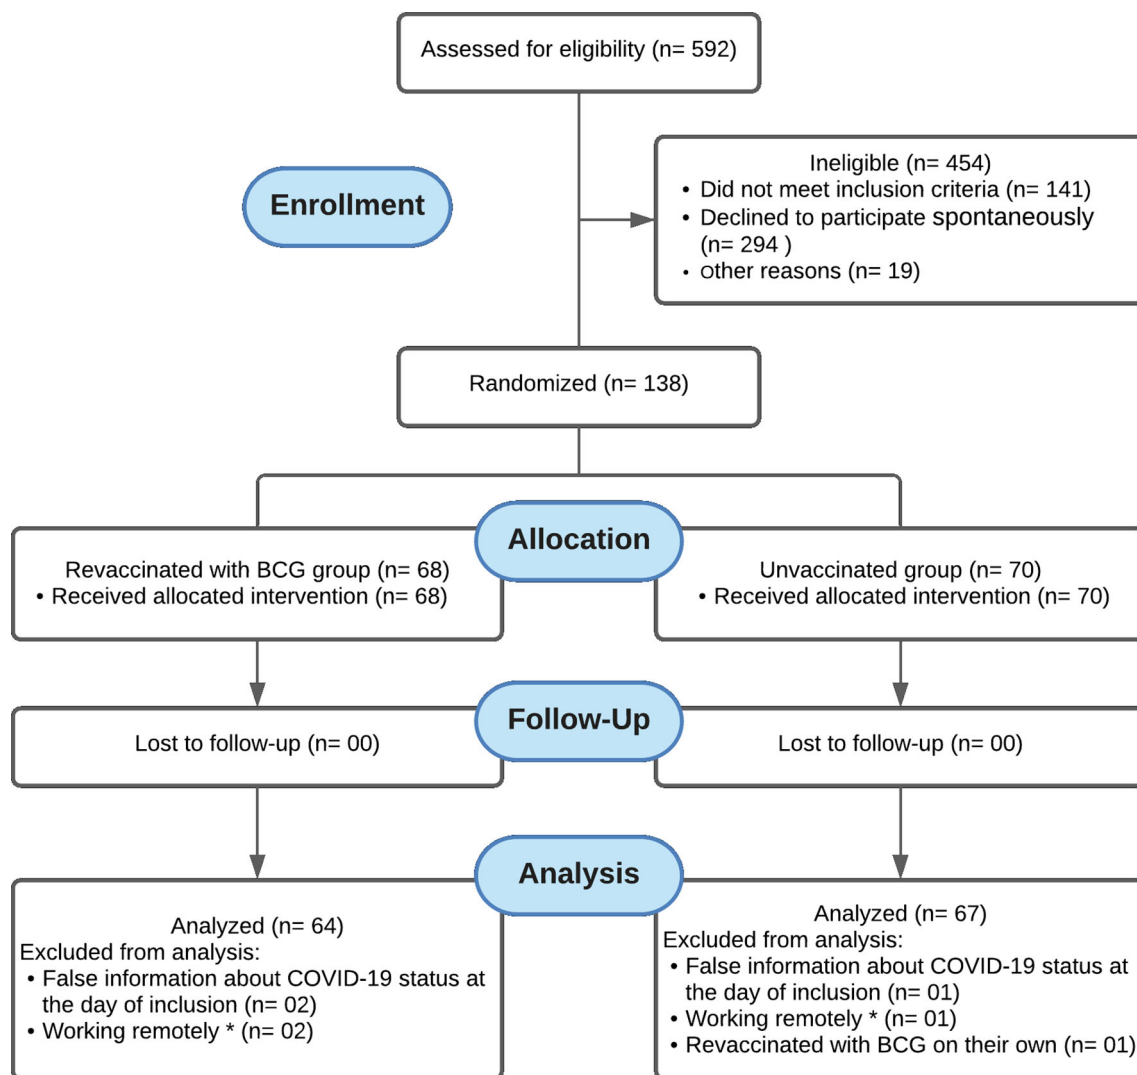 Assessed for eligibility (n= 592)
Enrollment
Ineligible (n= 454)
• Did not meet inclusion criteria (n= 141)
• Declined to participate spontaneously
(n= 294 )
• Other reasons (n= 19)
Randomized (n= 138)
Allocation
Revaccinated with BCG group (n= 68)
• Received allocated intervention (n= 68)
Unvaccinated group (n= 70)
• Received allocated intervention (n= 70)
Follow-Up
Lost to follow-up (n= 00)
Lost to follow-up (n= 00)
Analysis
Analyzed (n= 64)
Excluded from analysis:
• False information about COVID-19 status at
the day of inclusion (n= 02)
• Working remotely * (n= 02)
Analyzed (n= 67)
Excluded from analysis:
• False information about COVID-19 status at
the day of inclusion (n= 01)
• Working remotely * (n= 01)
• Revaccinated with BCG on their own (n= 01)